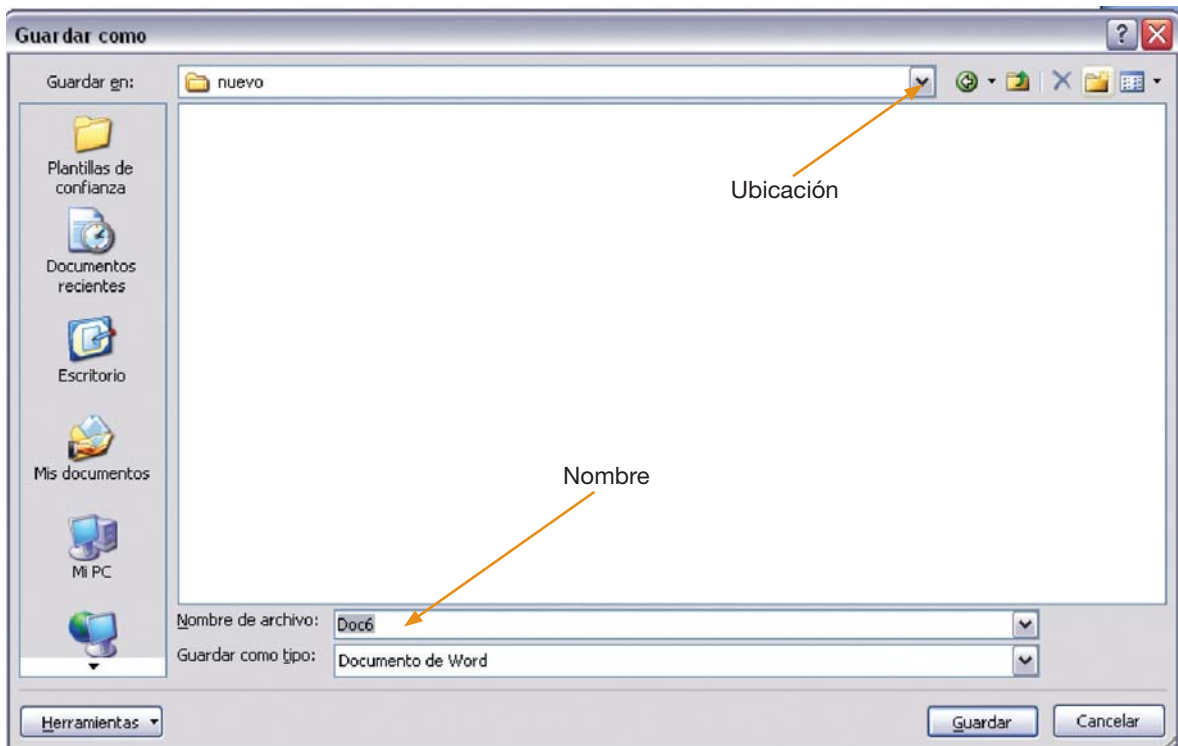 Guardar como
Guardar en:
nuevo
Ubicación
Plantillas de
confianza
Documentos
recientes
Escritorio
Mis documentos
Mi PC
Nombre
Nombre de archivo:
Doc6
Guardar como tipo:
Documento de Word
Herramientas
Guardar
Cancelar